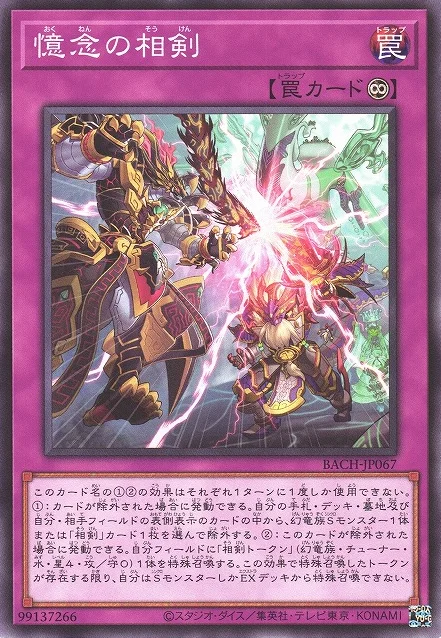 憶念の相剣
おく ねん そう けん
トラップ
罠
【罠カード∞】
トラップ
BACH-JP067
このカード名の①②の効果はそれぞれ1ターンに1度しか使用できない。
①:カードが除外された場合に発動できる。自分の手札・デッキ・墓地及び
自分・相手フィールドの表側表示のカードの中から、幻竜族Sモンスター1体
または「相剣」カード1枚を選んで除外する。②:このカードが除外された
場合に発動できる。自分フィールドに「相剣トークン」(幻竜族・チューナー・
水・星4・攻/守0)1体を特殊召喚する。この効果で特殊召喚したトークン
が存在する限り、自分はSモンスターしかEXデッキから特殊召喚できない。
99137266
©スタジオ・ダイス/集英社・テレビ東京・KONAMI